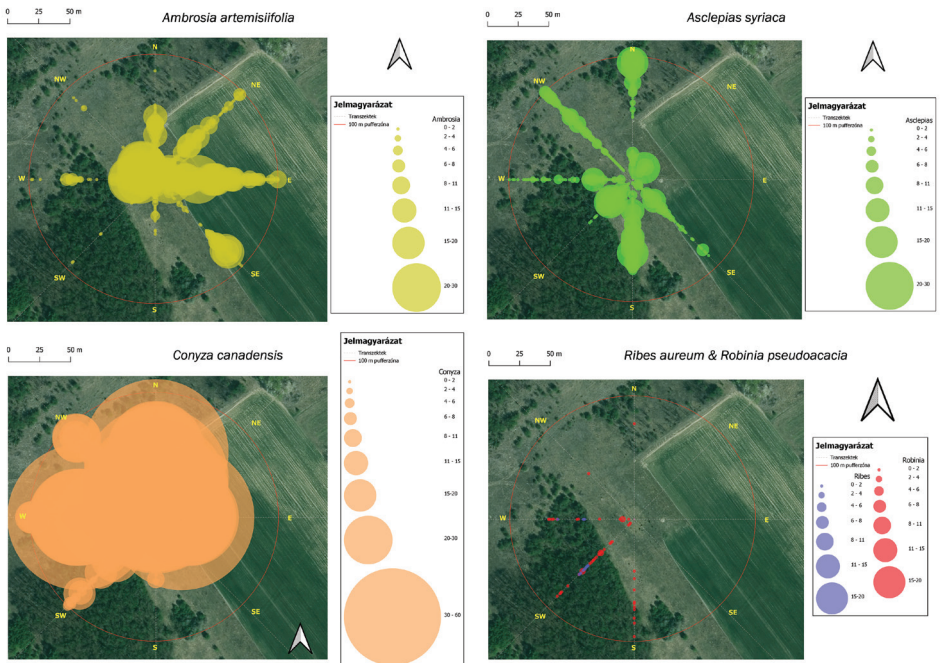 0 25 50 m
Ambrosia artemisiifolia
N
NE
E
SE
S
SW
W
NW
Jelmagyarázat
Transzektek
100 m pufferzóna
Ambrosia
0 - 2
2 - 4
4 - 6
6 - 8
8 - 11
11 - 15
15-20
20-30
0 25 50 m
Asclepias syriaca
N
NE
E
SE
S
SW
W
NW
Jelmagyarázat
Transzektek
100 m pufferzóna
Asclepias
0 - 2
2 - 4
4 - 6
6 - 8
8 - 11
11 - 15
15-20
20-30
0 25 50 m
Conyza canadensis
N
NE
E
SE
S
SW
W
NW
Jelmagyarázat
Transzektek
100 m pufferzóna
Conyza
0 - 2
2 - 4
4 - 6
6 - 8
8 - 11
11 - 15
15-20
20-30
30 - 60
0 25 50 m
Ribes aureum & Robinia pseudoacacia
N
NE
E
SE
S
SW
W
NW
Jelmagyarázat
Transzektek
100 m pufferzóna
Ribes
0 - 2
2 - 4
4 - 6
6 - 8
8 - 11
11 - 15
15-20
Robinia
0 - 2
2 - 4
4 - 6
6 - 8
8 - 11
11 - 15
15-20